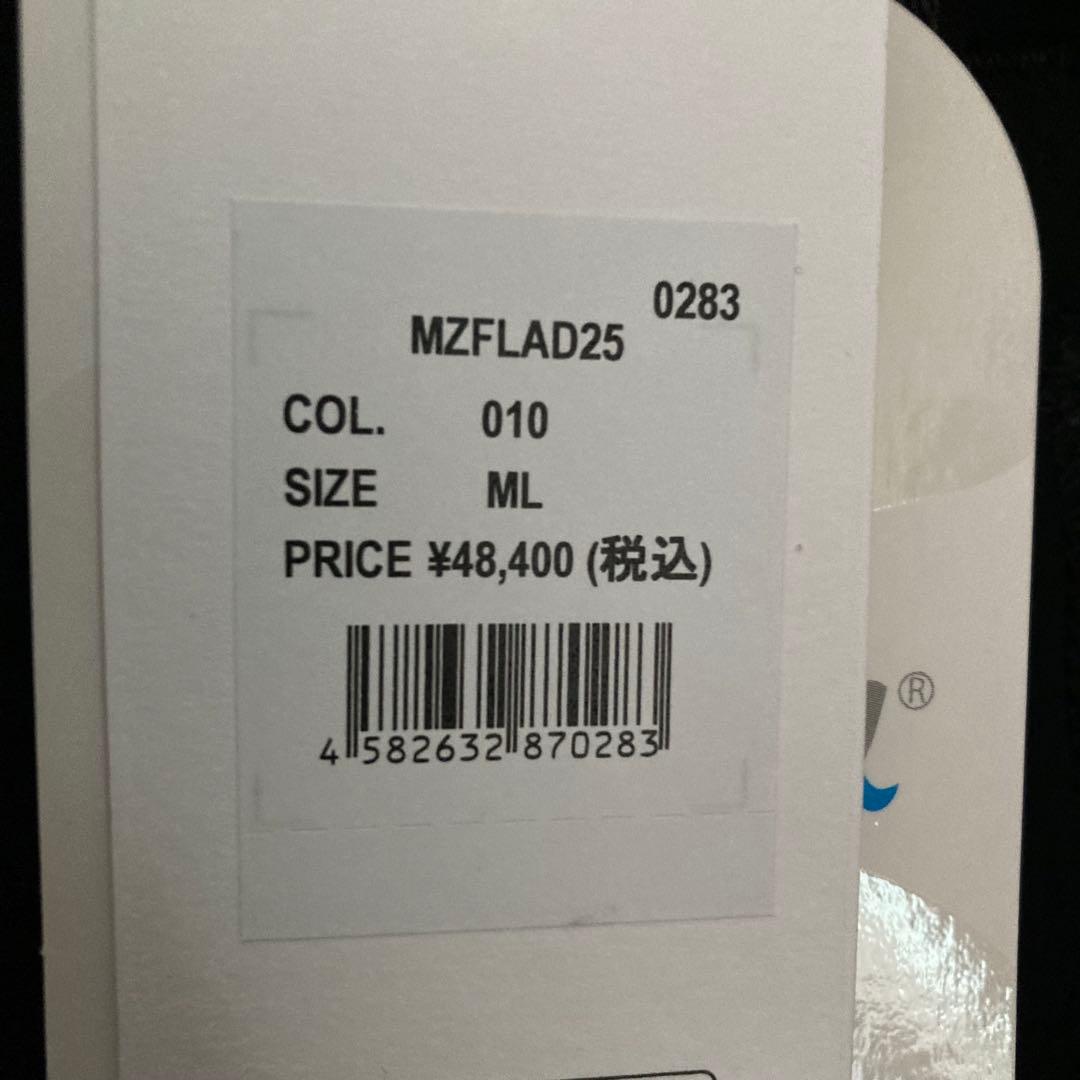 0283
MZFLAD25
COL. 010
SIZE ML
PRICE ¥48,400 (税込)
4 582632 870283
®